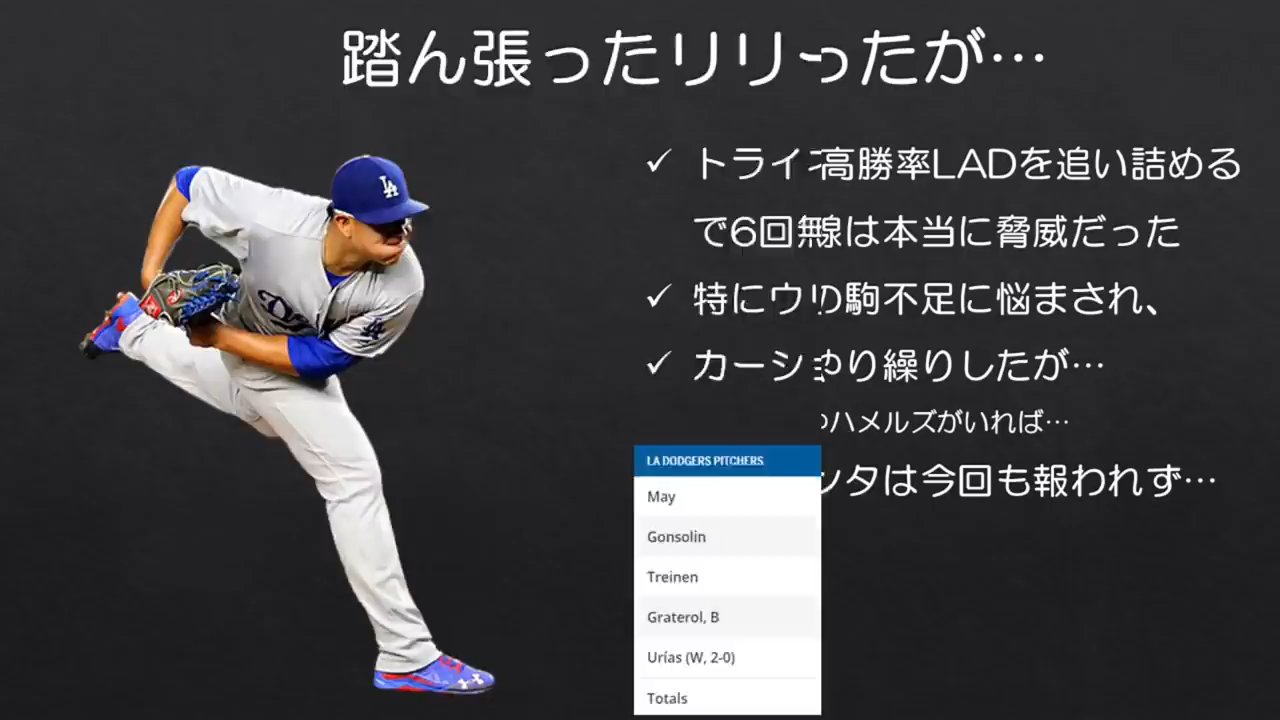 踏ん張ったリリったが…
✓ トライ高勝率LADを追い詰める
で6回無線は本当に脅威だった
✓ 特にウの駒不足に悩まされ、
✓ カーシやり繰りしたが…
ハメルズがいれば…
ンタは今回も報われず…
LA DODGERS PITCHERS
May
Gonsolin
Treinen
Graterol, B
Urías (W, 2-0)
Totals